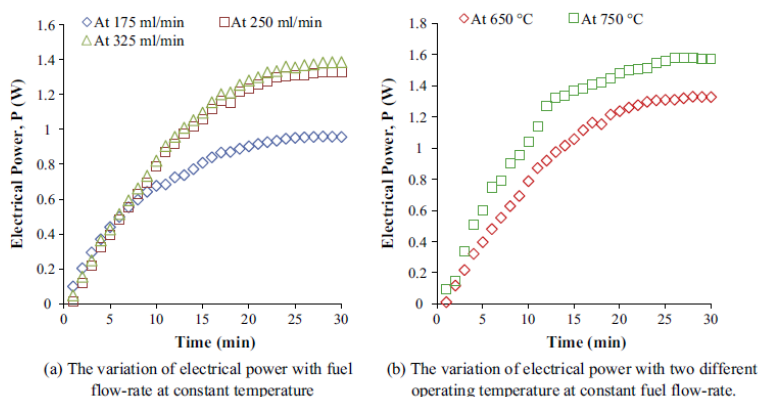 At 175 ml/min At 250 ml/min
At 325 ml/min
1.6
1.4
1.2
1
0.8
0.6
0.4
0.2
0
Electrical Power, P (W)
0 5 10 15 20 25 30
Time (min)
(a) The variation of electrical power with fuel
flow-rate at constant temperature
At 650 °C At 750 °C
1.8
1.6
1.4
1.2
1
0.8
0.6
0.4
0.2
0
Electrical Power, P (W)
0 5 10 15 20 25 30
Time (min)
(b) The variation of electrical power with two different
operating temperature at constant fuel flow-rate.